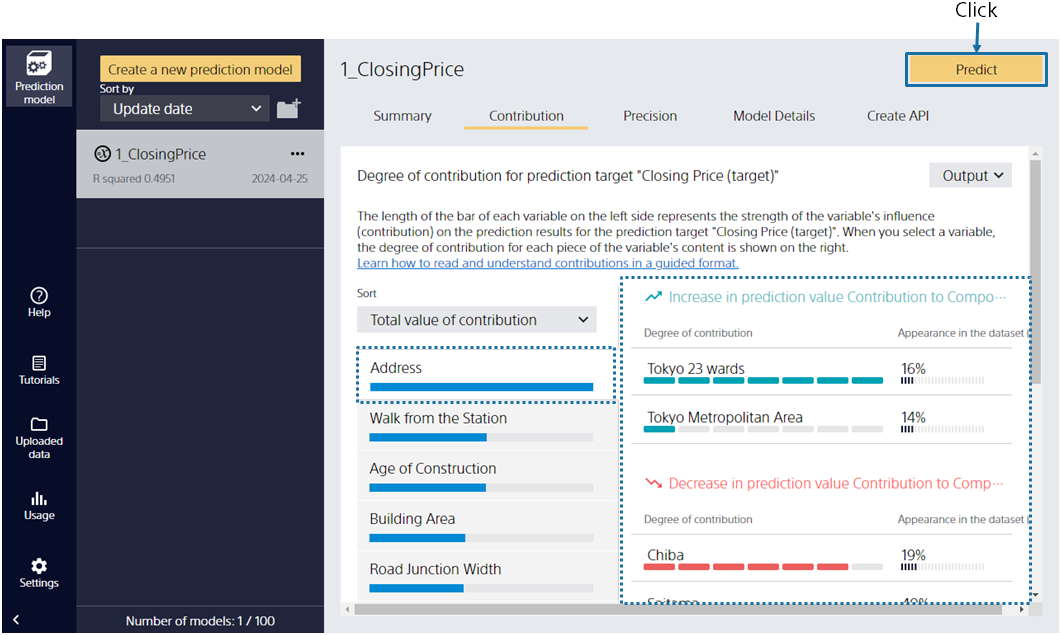 Click
Prediction
model
Create a new prediction model
Sort by
Update date
1_ClosingPrice
R squared 0.4951
2024-04-25
Help
Tutorials
Uploaded
data
Usage
Settings
Number of models: 1 / 100
1_ClosingPrice
Predict
Summary
Contribution
Precision
Model Details
Create API
Degree of contribution for prediction target "Closing Price (target)"
Output
The length of the bar of each variable on the left side represents the strength of the variable's influence
(contribution) on the prediction results for the prediction target "Closing Price (target)". When you select a variable,
the degree of contribution for each piece of the variable's content is shown on the right.
Learn how to read and understand contributions in a guided format.
Sort
Total value of contribution
Address
Walk from the Station
Age of Construction
Building Area
Road Junction Width
Increase in prediction value Contribution to Compo...
Degree of contribution
Appearance in the dataset (
Tokyo 23 wards
16%
Tokyo Metropolitan Area
14%
Decrease in prediction value Contribution to Comp...
Degree of contribution
Appearance in the dataset (
Chiba
19%